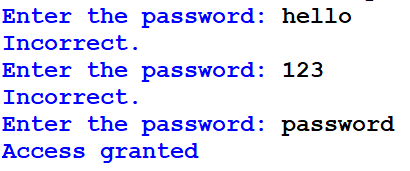 Enter the password: hello
Incorrect.
Enter the password: 123
Incorrect.
Enter the password: password
Access granted